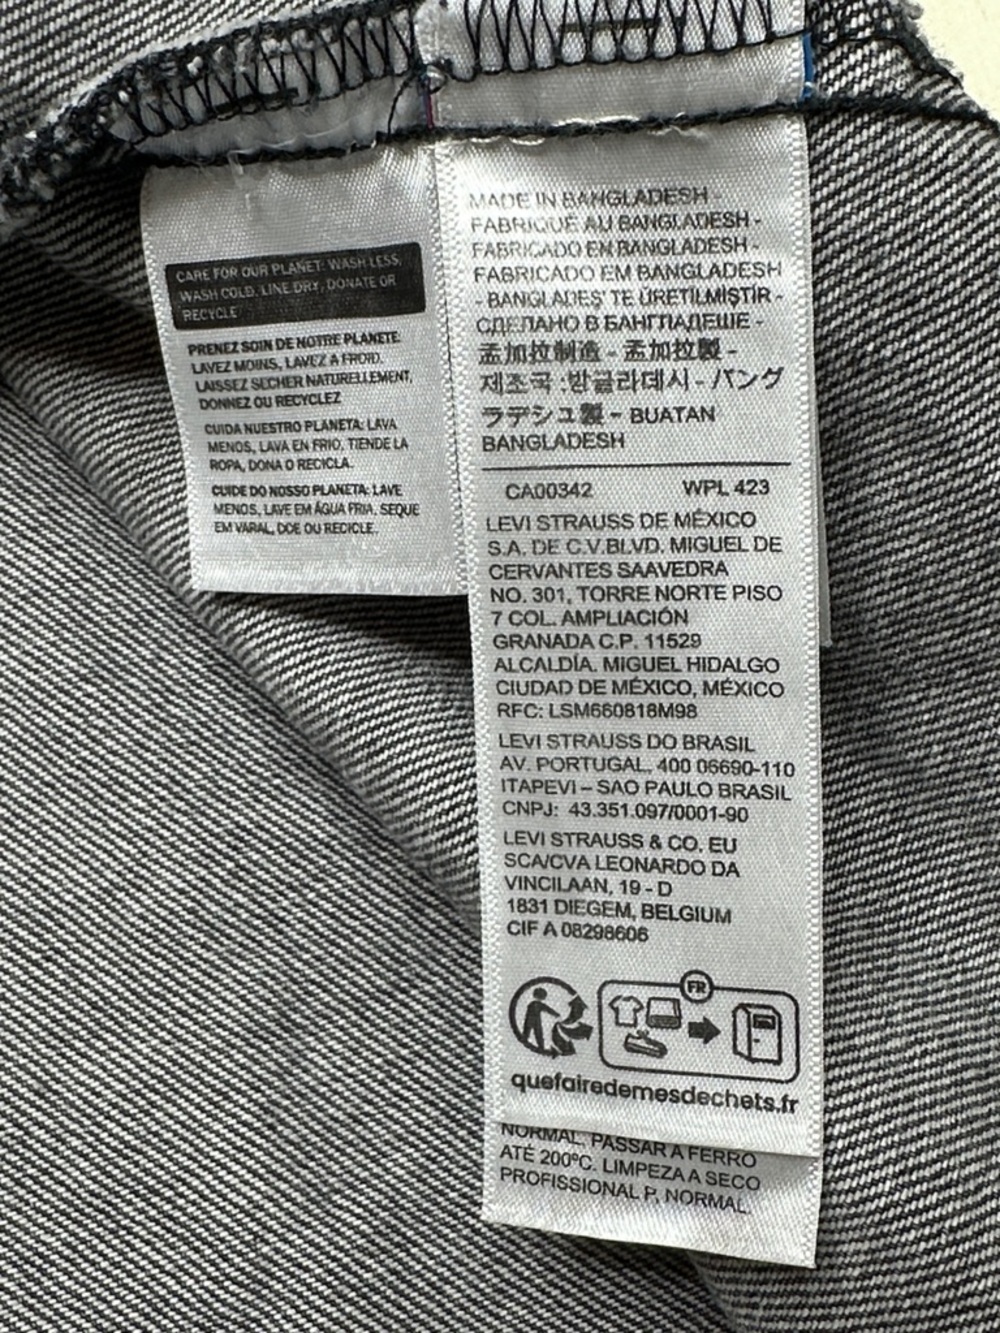 CARE FOR OUR PLANET: WASH LESS,
WASH COLD, LINE DRY, DONATE OR
RECYCLE
PRENEZ SOIN DE NOTRE PLANETE:
LAVEZ MOINS, LAVEZ A FROID.
LAISSEZ SECHER NATURELLEMENT,
DONNEZ OU RECYCLEZ
CUIDA NUESTRO PLANETA: LAVA
MENOS, LAVA EN FRIO, TIENDE LA
ROPA, DONA O RECICLA.
CUIDE DO NOSSO PLANETA: LAVE
MENOS, LAVE EM ÁGUA FRIA. SEQUE
EM VARAL, DOE OU RECICLE.
MADE IN BANGLADESH -
FABRIQUÉ AU BANGLADESH -
FABRICADO EN BANGLADESH -
FABRICADO EM BANGLADESH
- BANGLADEŞ' TE ÜRETILMIŞTIR -
СДЕЛАНО В БАНГЛАДЕШЕ -
孟加拉制造 - 孟加拉製 -
제조국 :방글라데시 - バング
ラデシュ製 - BUATAN
BANGLADESH
CA00342 WPL 423
LEVI STRAUSS DE MÉXICO
S.A. DE C.V.BLVD. MIGUEL DE
CERVANTES SAAVEDRA
NO. 301, TORRE NORTE PISO
7 COL. AMPLIACIÓN
GRANADA C.P. 11529
ALCALDÍA. MIGUEL HIDALGO
CIUDAD DE MÉXICO, MÉXICO
RFC: LSM660818M98
LEVI STRAUSS DO BRASIL
AV. PORTUGAL, 400 06690-110
ITAPEVI – SAO PAULO BRASIL
CNPJ: 43.351.097/0001-90
LEVI STRAUSS & CO. EU
SCA/CVA LEONARDO DA
VINCILAAN, 19 - D
1831 DIEGEM, BELGIUM
CIF A 08298606
FR
quefairedemesdechets.fr
NORMAL. PASSAR A FERRO
ATÉ 200ºC. LIMPEZA A SECO
PROFISSIONAL P, NORMAL.